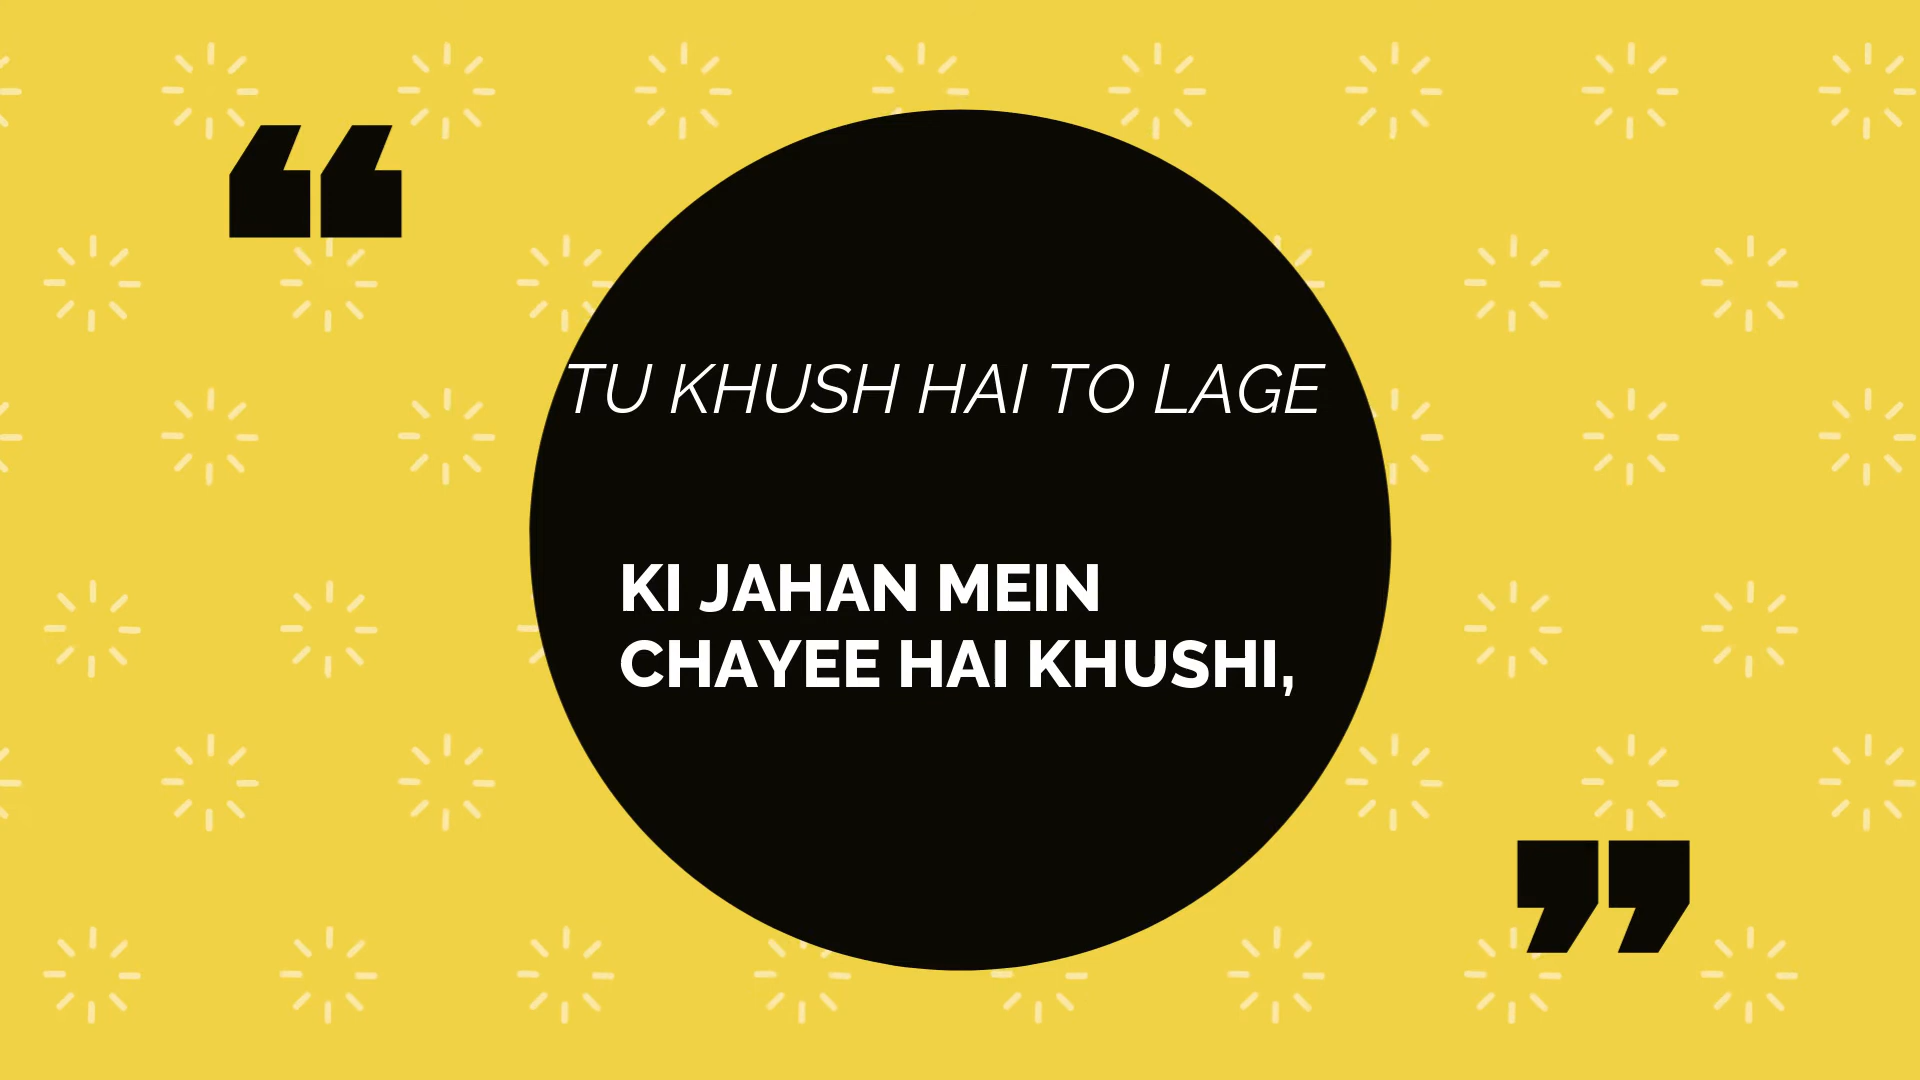 “
TU KHUSH HAI TO LAGE
KI JAHAN MEIN
CHAYEE HAI KHUSHI,
”